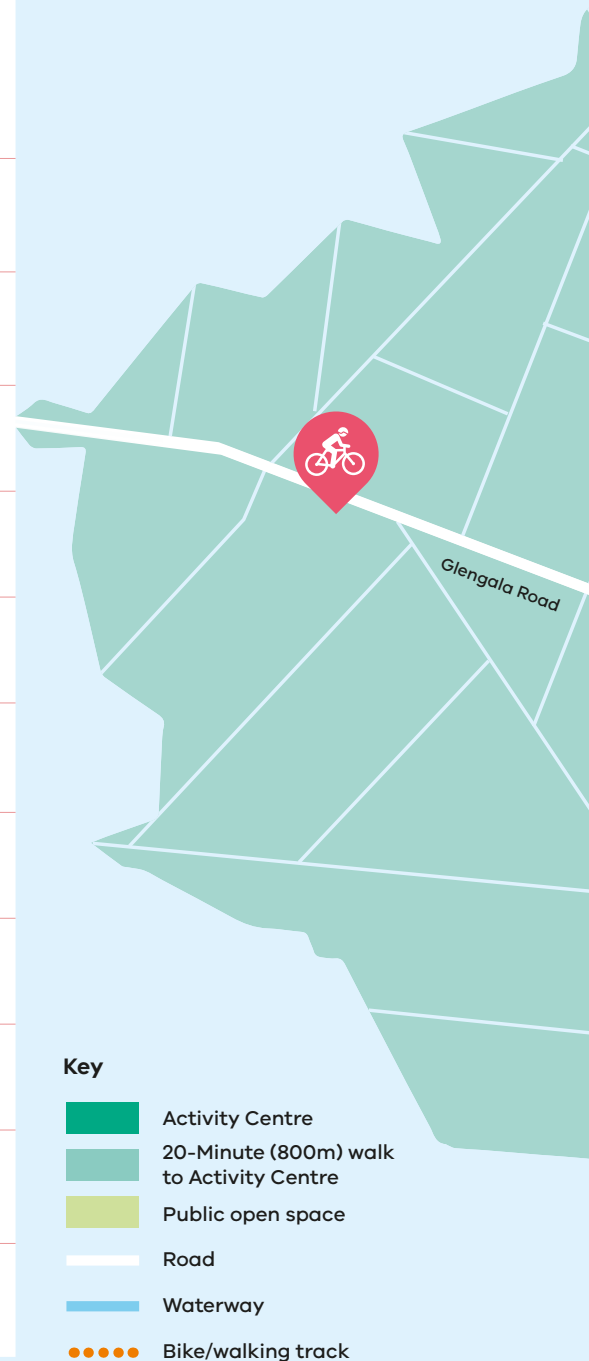 Glengala Road
Key
Activity Centre
20-Minute (800m) walk
to Activity Centre
Public open space
Road
Waterway
Bike/walking track